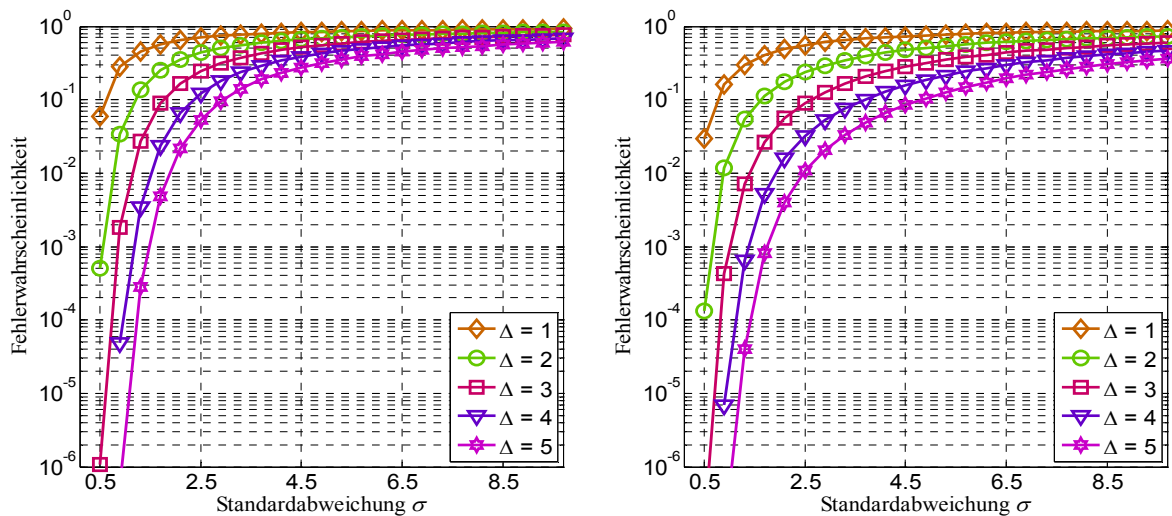 Fehlerwahrscheinlichkeit
10^0
10^-1
10^-2
10^-3
10^-4
10^-5
10^-6
0.5 2.5 4.5 6.5 8.5
Standardabweichung σ
Δ = 1
Δ = 2
Δ = 3
Δ = 4
Δ = 5
Fehlerwahrscheinlichkeit
10^0
10^-1
10^-2
10^-3
10^-4
10^-5
10^-6
0.5 2.5 4.5 6.5 8.5
Standardabweichung σ
Δ = 1
Δ = 2
Δ = 3
Δ = 4
Δ = 5